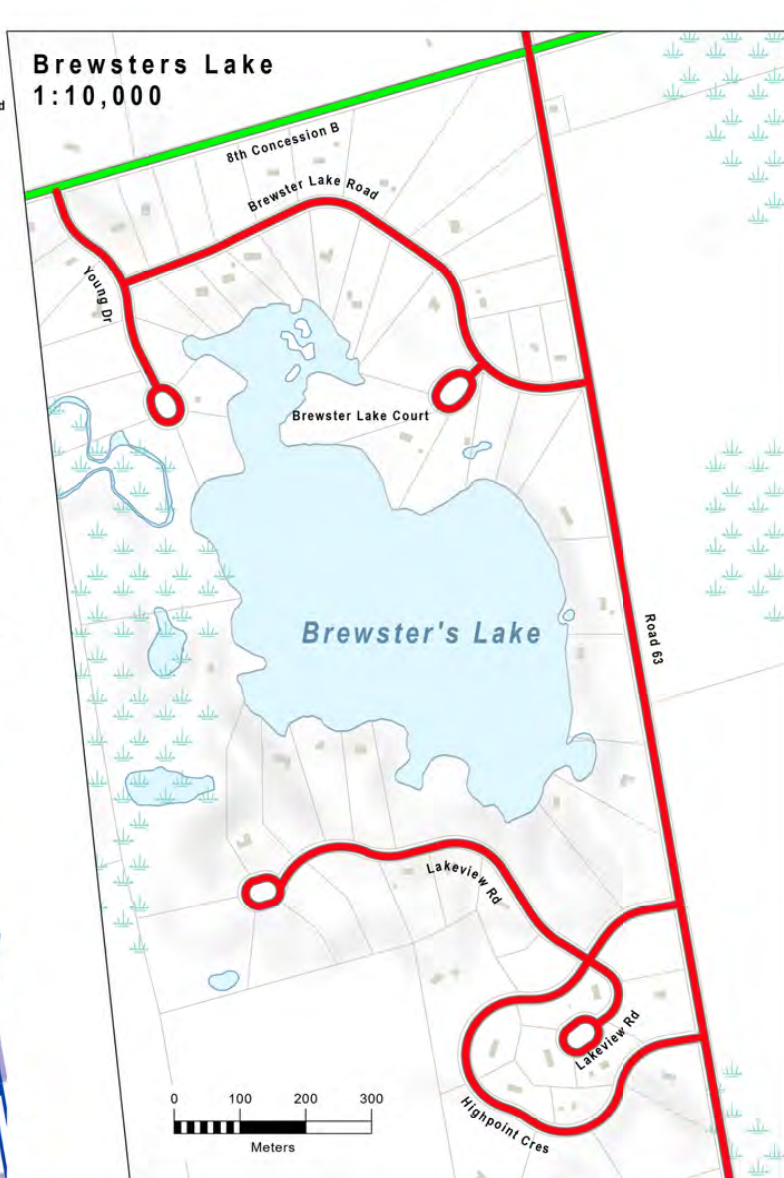 Brewsters Lake
1:10,000
d
8th Concession B
Brewster Lake Road
Young Dr
Brewster Lake Court
Brewster's Lake
Road 63
Lakeview Rd
Lakeview Rd
Highpoint Cres
0 100 200 300
Meters